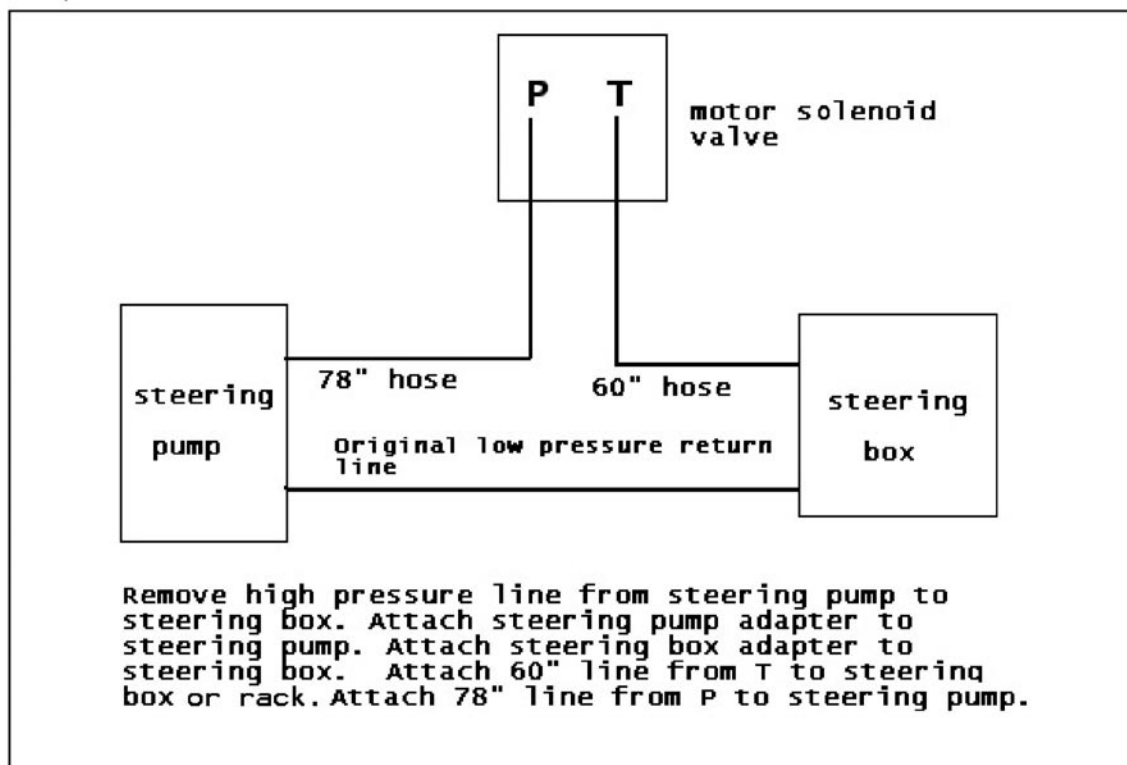 P T
motor solenoid
valve
78" hose
60" hose
steering
pump
steering
box
Original low pressure return
line
Remove high pressure line from steering pump to
steering box. Attach steering pump adapter to
steering pump. Attach steering box adapter to
steering box. Attach 60" line from T to steering
box or rack. Attach 78" line from P to steering pump.